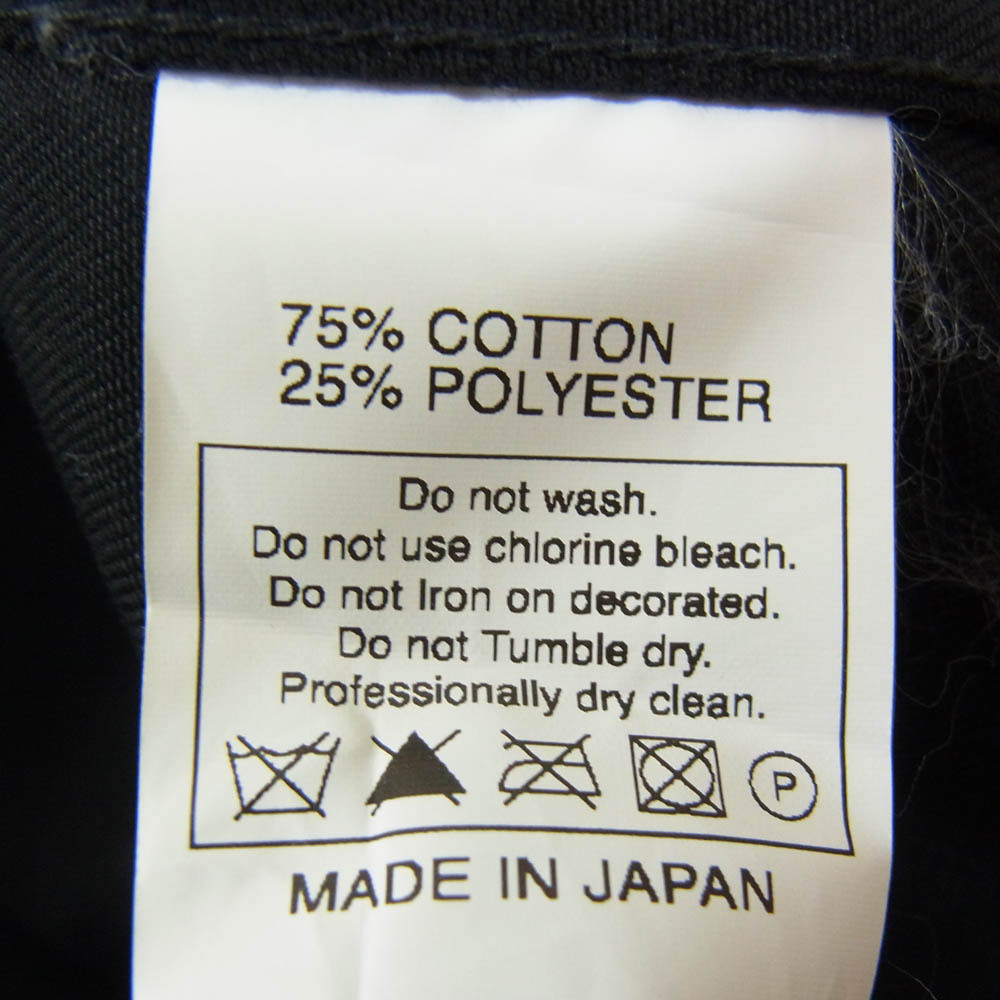 75% COTTON
25% POLYESTER
Do not wash.
Do not use chlorine bleach.
Do not Iron on decorated.
Do not Tumble dry.
Professionally dry clean.
P
MADE IN JAPAN